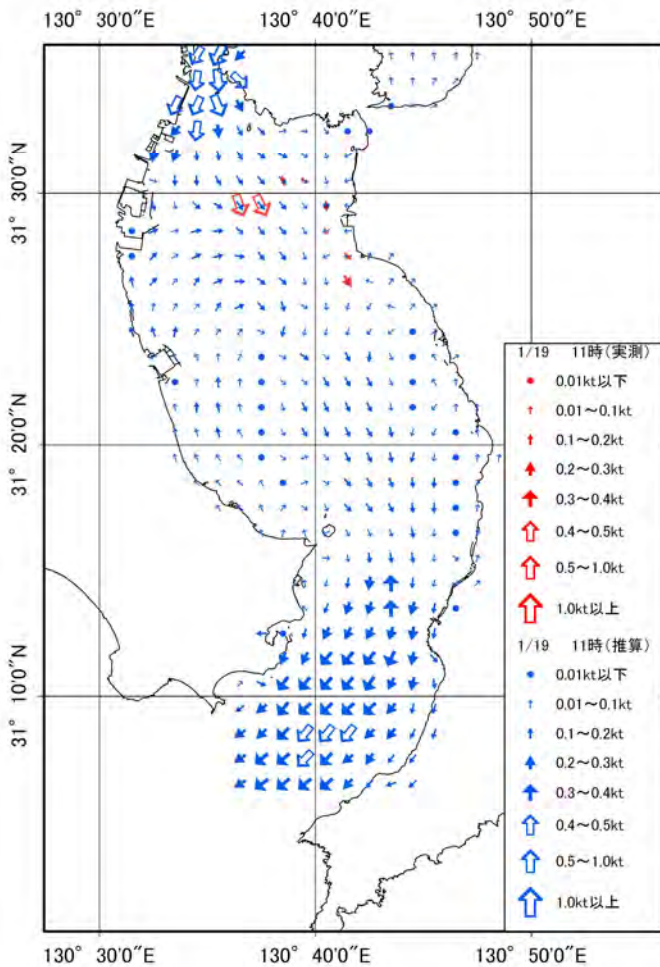 130° 30′0″E 130° 40′0″E 130° 50′0″E
31° 30′0″N
31° 20′0″N
31° 10′0″N
1/19 11時(実測)
0.01kt以下
0.01～0.1kt
0.1～0.2kt
0.2～0.3kt
0.3～0.4kt
0.4～0.5kt
0.5～1.0kt
1.0kt以上
1/19 11時(推算)
0.01kt以下
0.01～0.1kt
0.1～0.2kt
0.2～0.3kt
0.3～0.4kt
0.4～0.5kt
0.5～1.0kt
1.0kt以上
130° 30′0″E 130° 40′0″E 130° 50′0″E